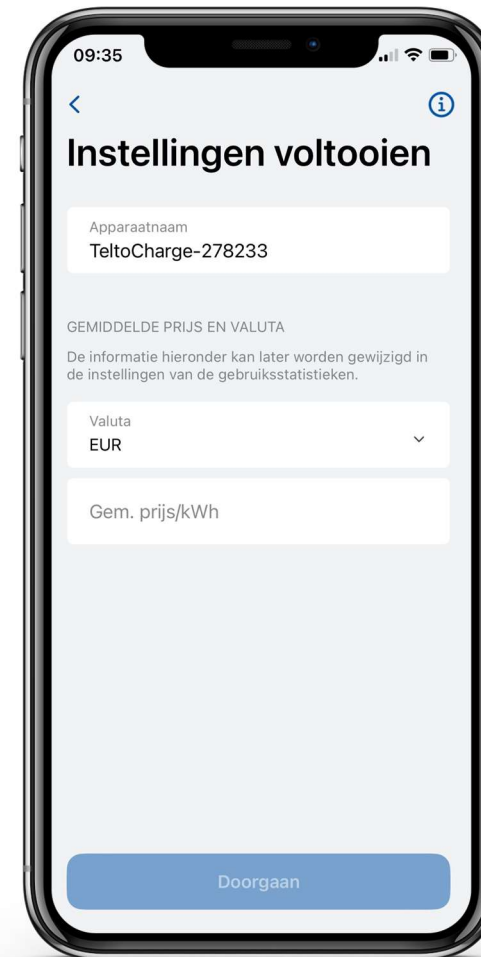 09:35
Instellingen voltooien
Apparaatnaam
TeltoCharge-278233
GEMIDDELDE PRIJS EN VALUTA
De informatie hieronder kan later worden gewijzigd in
de instellingen van de gebruiksstatistieken.
Valuta
EUR
Gem. prijs/kWh
Doorgaan